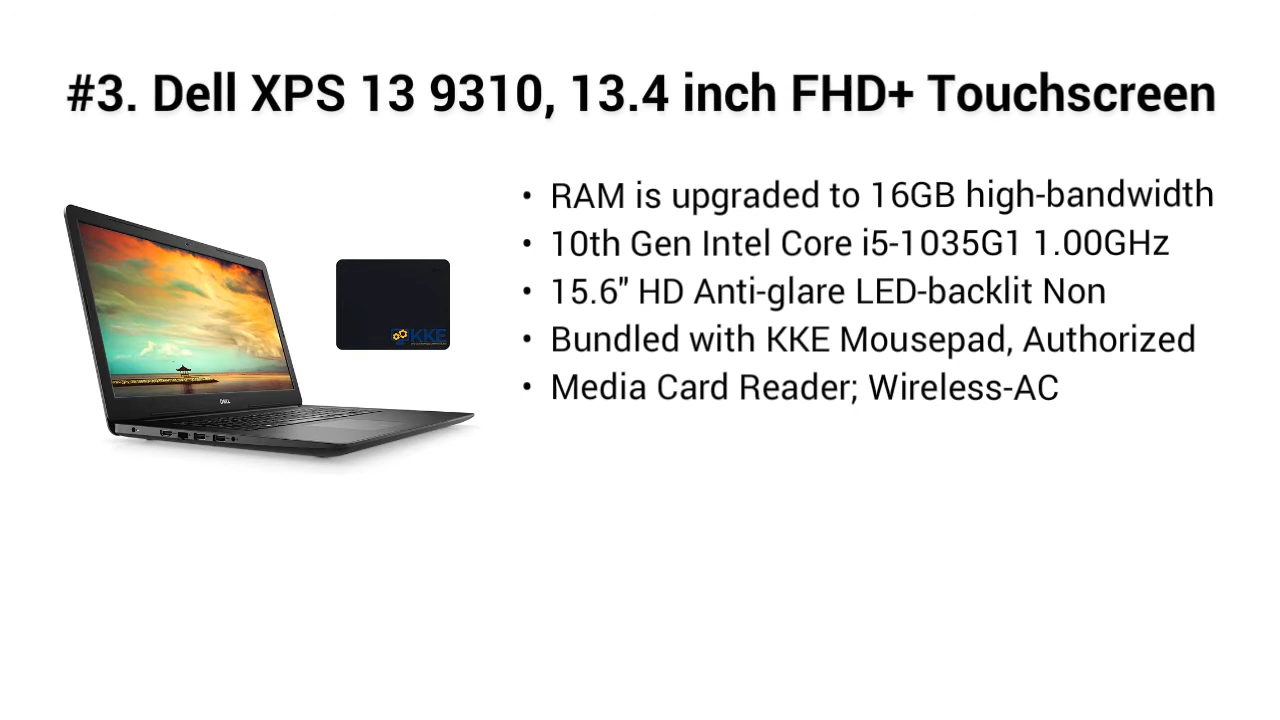 #3. Dell XPS 13 9310, 13.4 inch FHD+ Touchscreen
• RAM is upgraded to 16GB high-bandwidth
• 10th Gen Intel Core i5-1035G1 1.00GHz
• 15.6" HD Anti-glare LED-backlit Non
• Bundled with KKE Mousepad, Authorized
• Media Card Reader; Wireless-AC
KKE
DELL